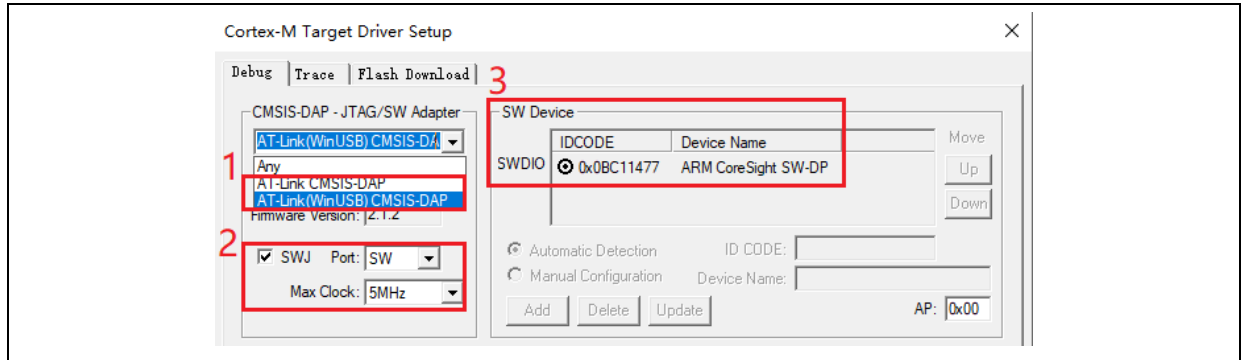 Cortex-M Target Driver Setup
Debug Trace Flash Download
3
CMSIS-DAP - JTAG/SW Adapter
AT-Link(WinUSB) CMSIS-DA
1
Any
AT-Link CMSIS-DAP
AT-Link(WinUSB) CMSIS-DAP
Firmware Version: 2.1.2
2
SWJ Port: SW
Max Clock: 5MHz
SW Device
IDCODE Device Name
SWDIO 0x0BC11477 ARM CoreSight SW-DP
Move
Up
Down
Automatic Detection ID CODE:
Manual Configuration Device Name:
Add Delete Update AP: 0x00